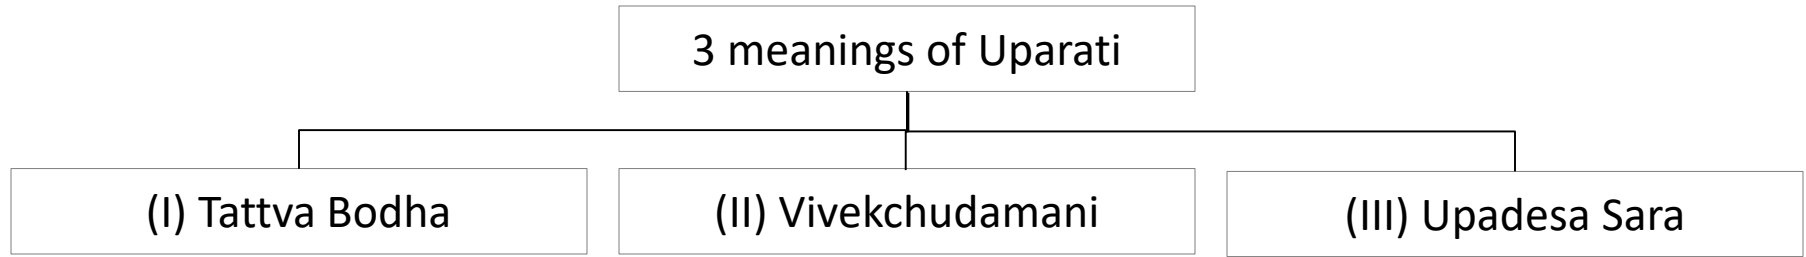 3 meanings of Uparati
(I) Tattva Bodha
(II) Vivekchudamani
(III) Upadesa Sara